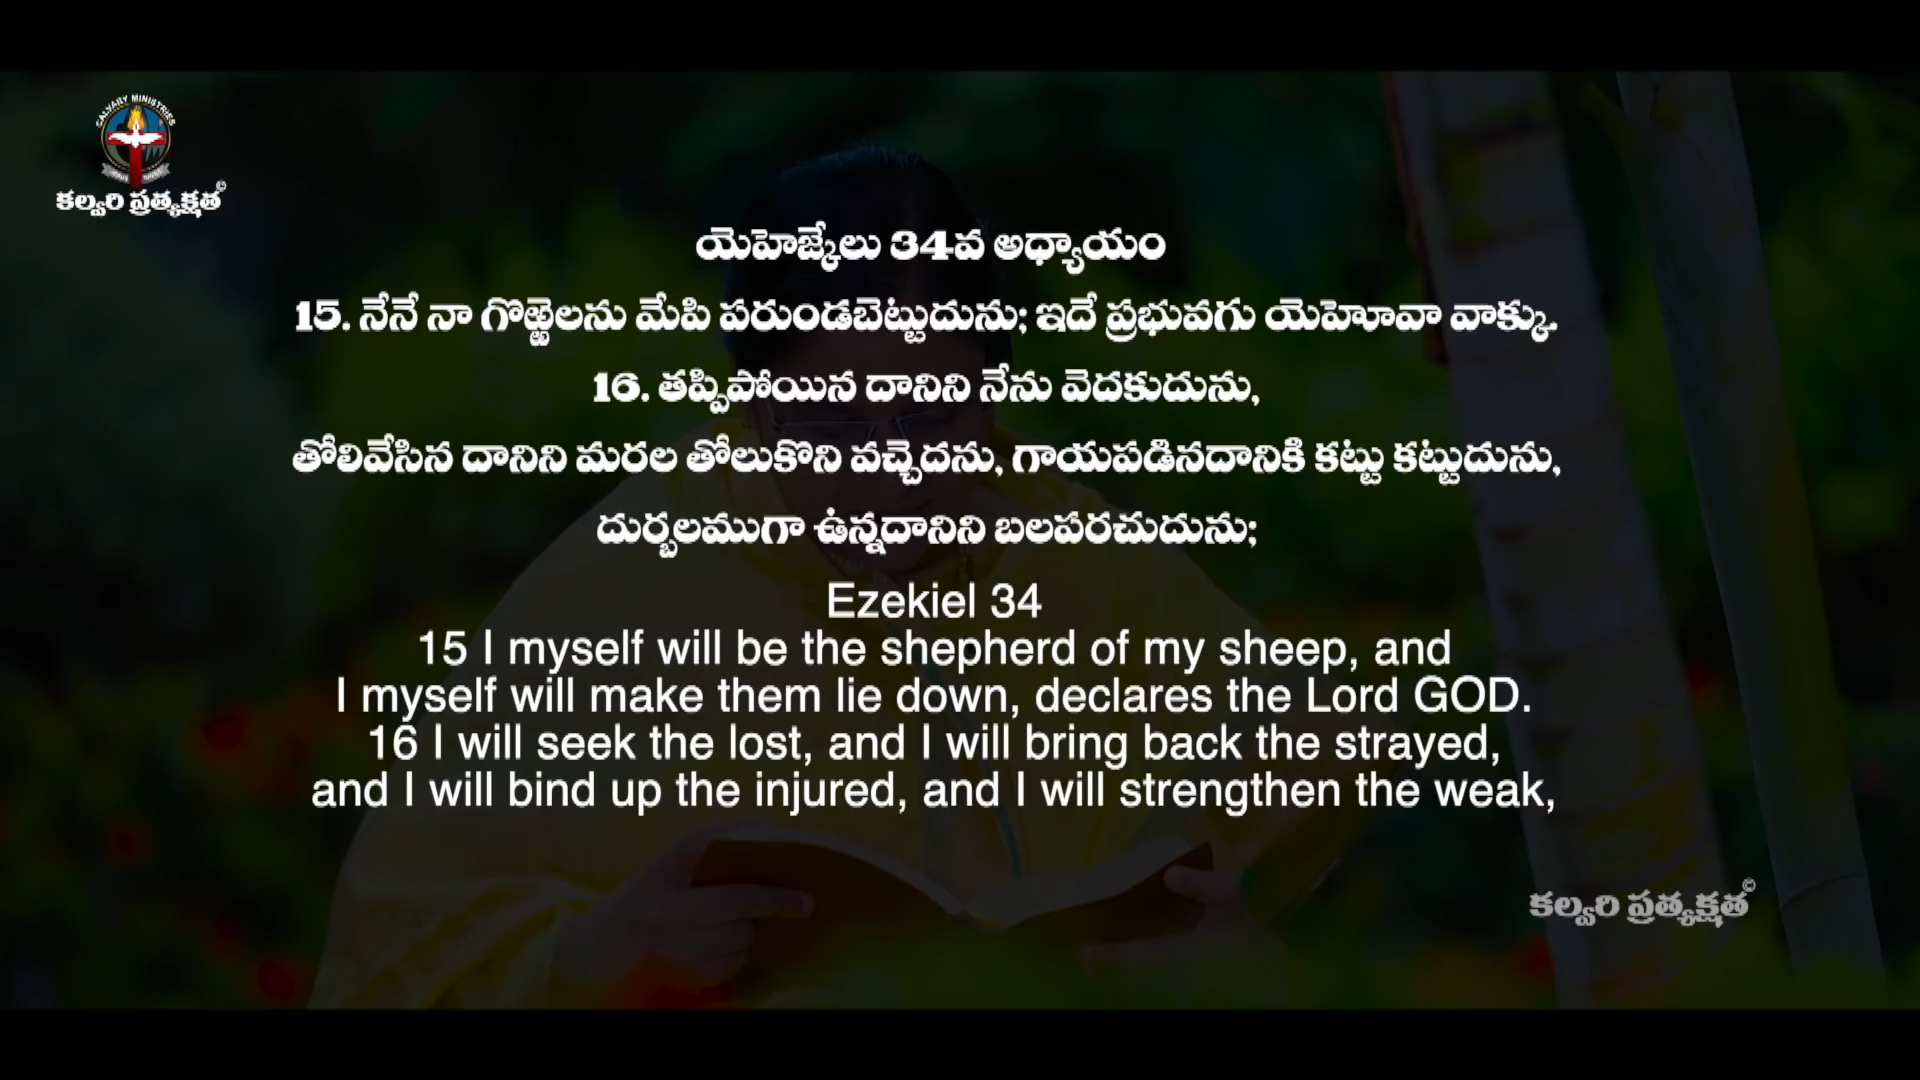 CALVARY MINISTRIES
కల్వరి ప్రత్యక్షత©
యెహెజ్కేలు 34వ అధ్యాయం
15. నేనే నా గొఱ్ఱెలను మేపి పరుండబెట్టుదును; ఇదే ప్రభువగు యెహోవా వాక్కు.
16. తప్పిపోయిన దానిని నేను వెదకుదును,
తోలివేసిన దానిని మరల తోలుకొని వచ్చెదను, గాయపడినదానికి కట్టు కట్టుదును,
దుర్బలముగా ఉన్నదానిని బలపరచుదును;
Ezekiel 34
15 I myself will be the shepherd of my sheep, and
I myself will make them lie down, declares the Lord GOD.
16 I will seek the lost, and I will bring back the strayed,
and I will bind up the injured, and I will strengthen the weak,
కల్వరి ప్రత్యక్షత©